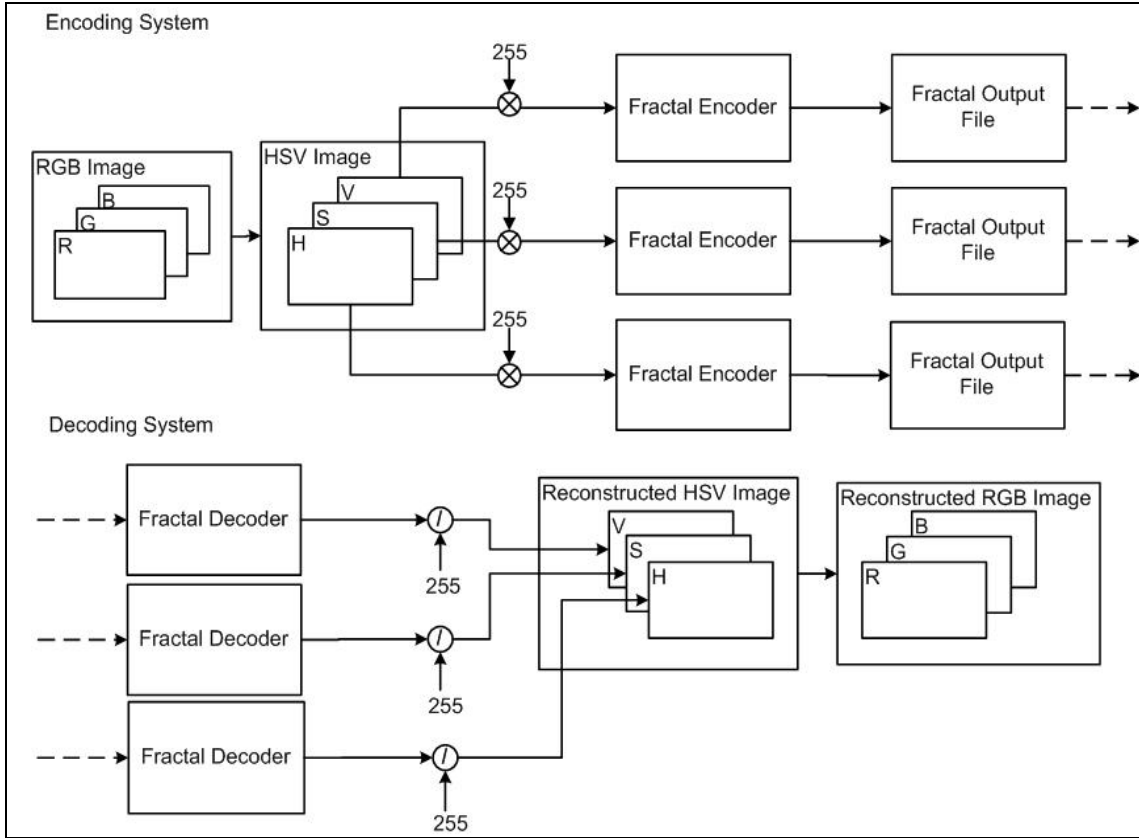 Encoding System
255
Fractal Encoder
Fractal Output
File
RGB Image
B
G
R
HSV Image
V
S
H
255
Fractal Encoder
Fractal Output
File
255
Fractal Encoder
Fractal Output
File
Decoding System
Fractal Decoder
/
255
Fractal Decoder
/
255
Fractal Decoder
/
255
Reconstructed HSV Image
V
S
H
Reconstructed RGB Image
B
G
R